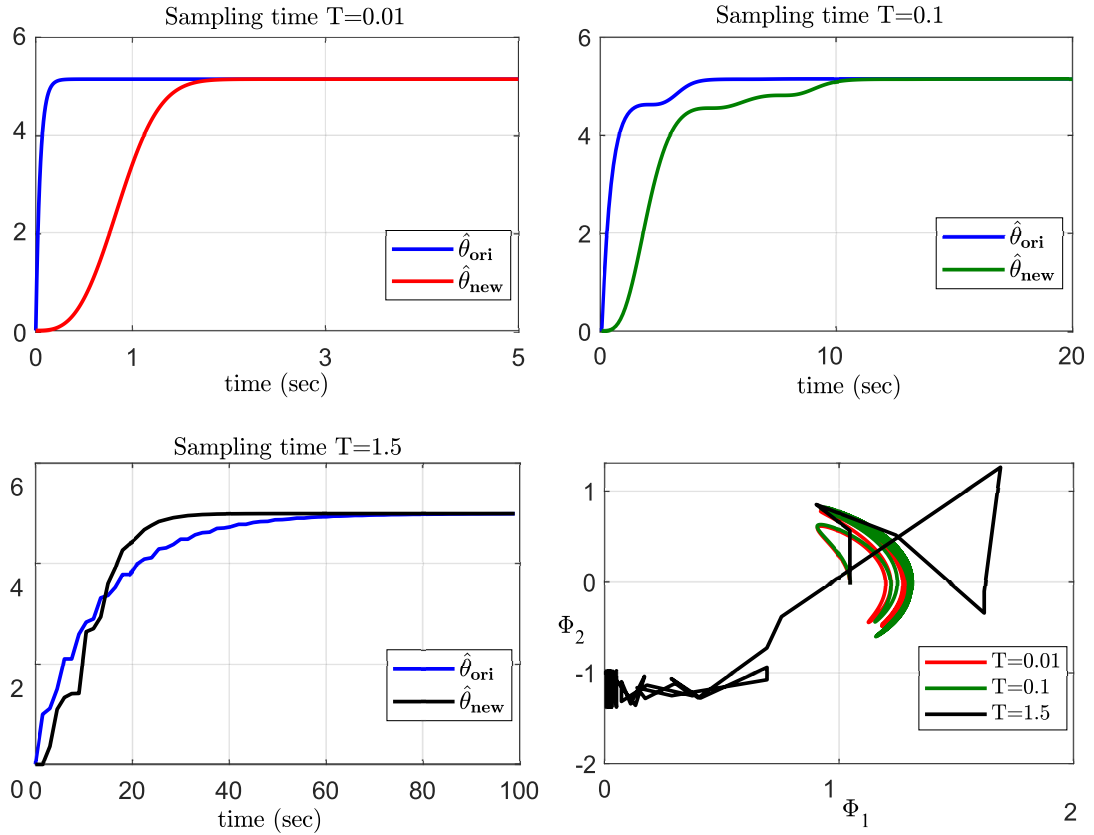 Sampling time T=0.01
6
4
2
0
0
1
3
5
time (sec)
θ̂ori
θ̂new
Sampling time T=0.1
6
4
2
0
0
10
20
time (sec)
θ̂ori
θ̂new
Sampling time T=1.5
6
4
2
0
0
20
40
60
80
100
time (sec)
θ̂ori
θ̂new
1
0
-1
-2
Φ2
0
1
2
Φ1
T=0.01
T=0.1
T=1.5